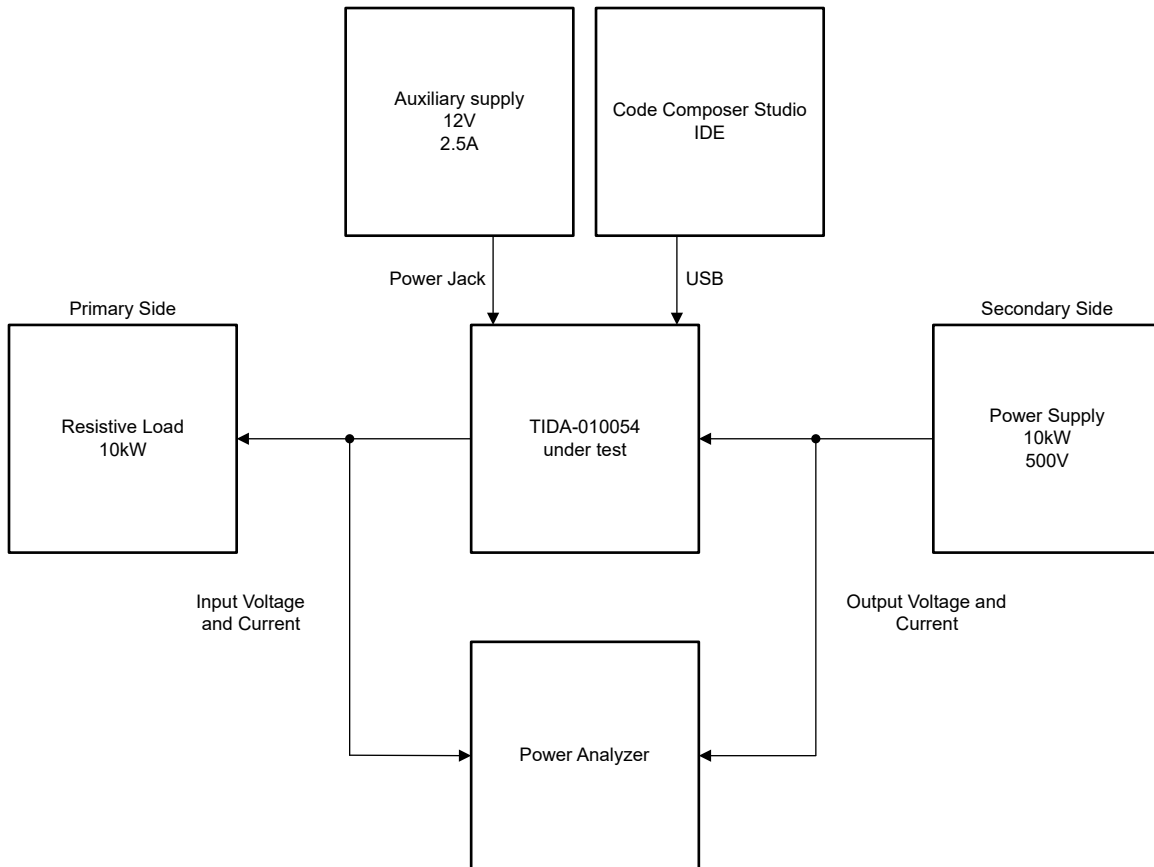 Auxiliary supply
12V
2.5A
Code Composer Studio
IDE
Power Jack
USB
Primary Side
Secondary Side
Resistive Load
10kW
TIDA-010054
under test
Power Supply
10kW
500V
Input Voltage
and Current
Output Voltage and
Current
Power Analyzer